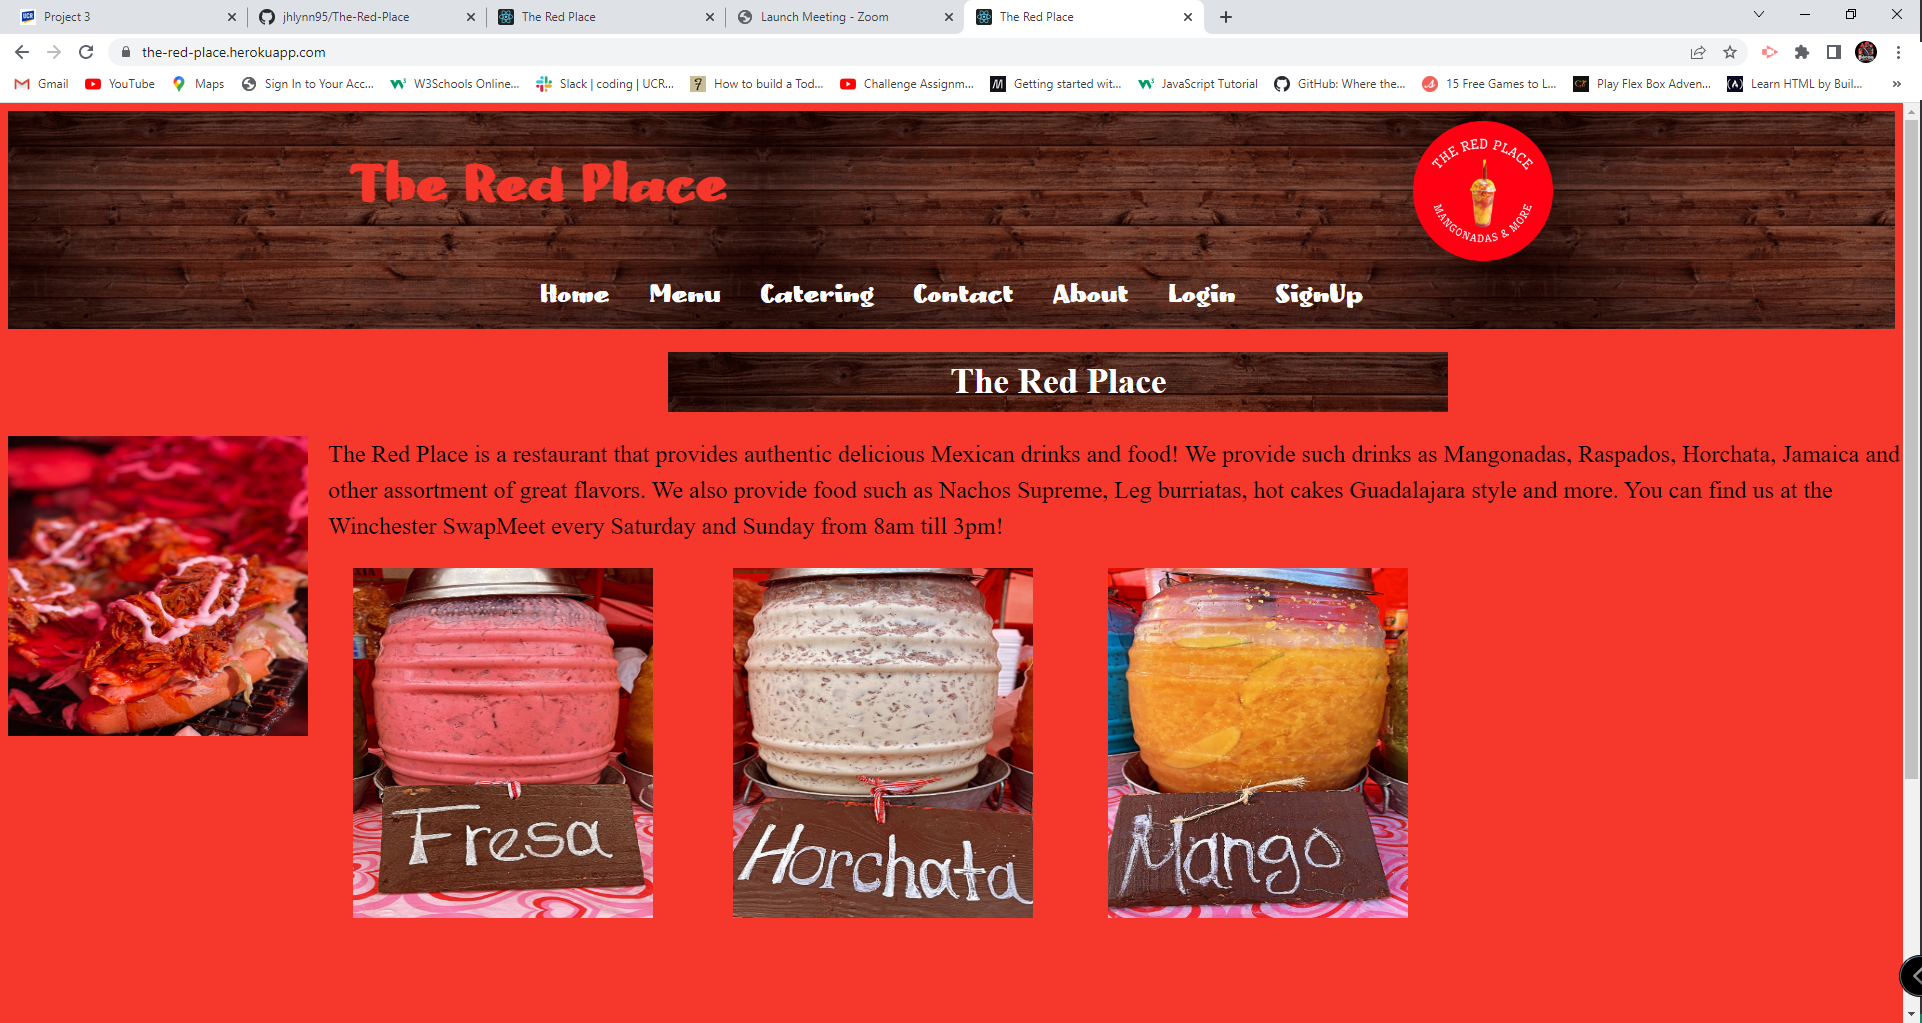 Project 3
jhlynn95/The-Red-Place
The Red Place
Launch Meeting - Zoom
The Red Place
the-red-place.herokuapp.com
Gmail
YouTube
Maps
Sign In to Your Acc...
W3Schools Online...
Slack | coding | UCR...
How to build a Tod...
Challenge Assignm...
Getting started wit...
JavaScript Tutorial
GitHub: Where the...
15 Free Games to L...
Play Flex Box Adven...
Learn HTML by Buil...
The Red Place
THE RED PLACE
MANGONADAS & MORE
Home Menu Catering Contact About Login SignUp
The Red Place
The Red Place is a restaurant that provides authentic delicious Mexican drinks and food! We provide such drinks as Mangonadas, Raspados, Horchata, Jamaica and
other assortment of great flavors. We also provide food such as Nachos Supreme, Leg burriatas, hot cakes Guadalajara style and more. You can find us at the
Winchester SwapMeet every Saturday and Sunday from 8am till 3pm!
Fresa
Horchata
Mango